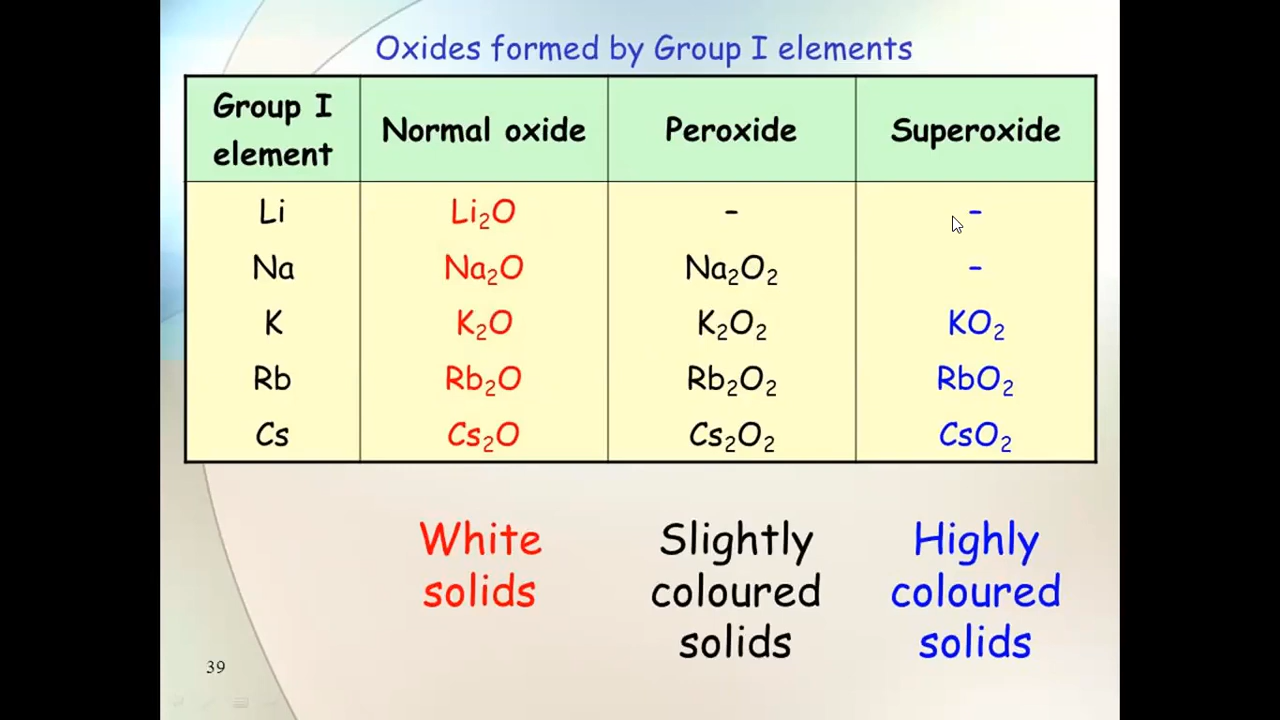 Oxides formed by Group I elements
Group I element Normal oxide Peroxide Superoxide
Li Li₂O - -
Na Na₂O Na₂O₂ -
K K₂O K₂O₂ KO₂
Rb Rb₂O Rb₂O₂ RbO₂
Cs Cs₂O Cs₂O₂ CsO₂
White solids
Slightly coloured solids
Highly coloured solids
39